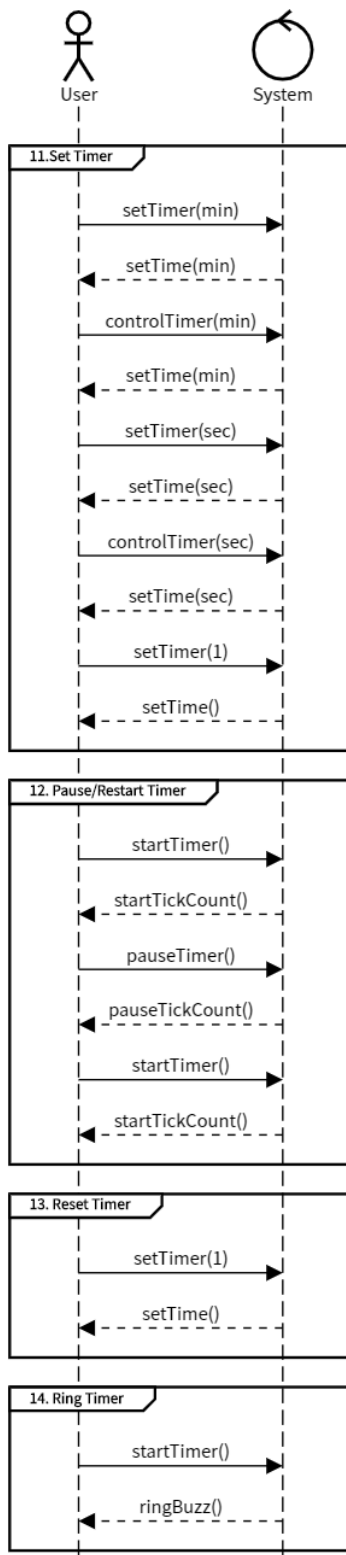 User
System
11.Set Timer
setTimer(min)
setTime(min)
controlTimer(min)
setTime(min)
setTimer(sec)
setTime(sec)
controlTimer(sec)
setTime(sec)
setTimer(1)
setTime()
12. Pause/Restart Timer
startTimer()
startTickCount()
pauseTimer()
pauseTickCount()
startTimer()
startTickCount()
13. Reset Timer
setTimer(1)
setTime()
14. Ring Timer
startTimer()
ringBuzz()